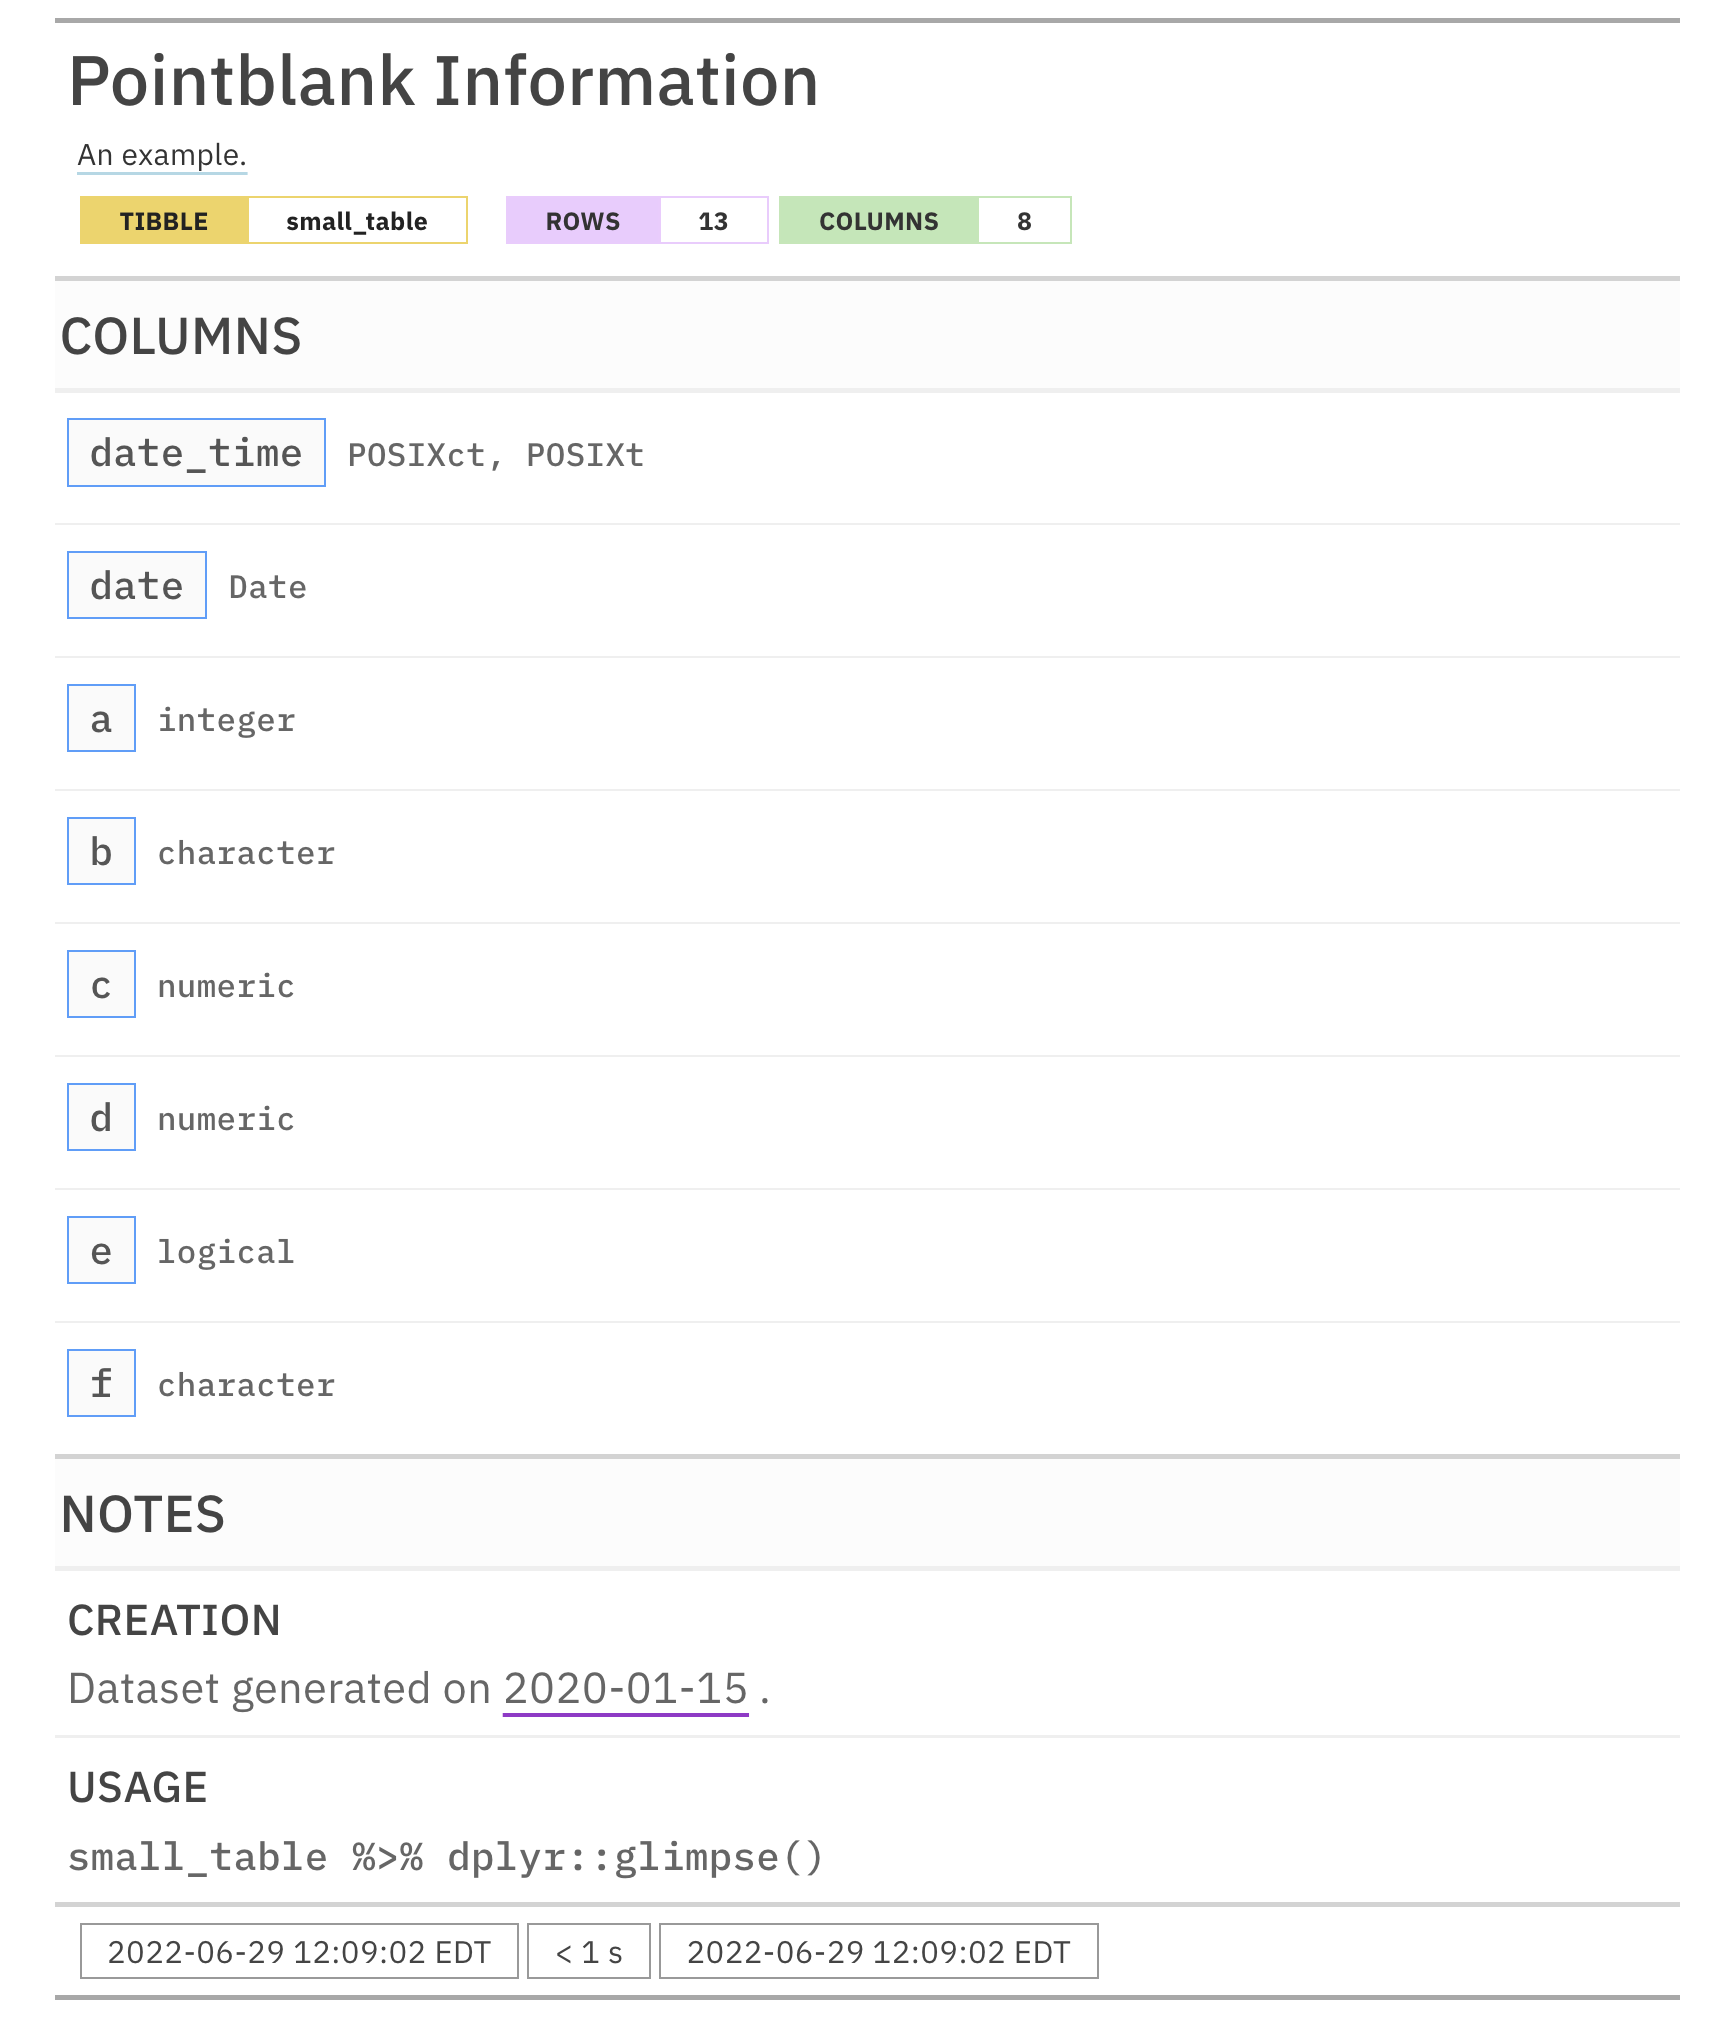 Pointblank Information
An example.
TIBBLE small_table ROWS 13 COLUMNS 8
COLUMNS
date_time POSIXct, POSIXt
date Date
a integer
b character
c numeric
d numeric
e logical
f character
NOTES
CREATION
Dataset generated on 2020-01-15 .
USAGE
small_table %>% dplyr::glimpse()
2022-06-29 12:09:02 EDT < 1 s 2022-06-29 12:09:02 EDT